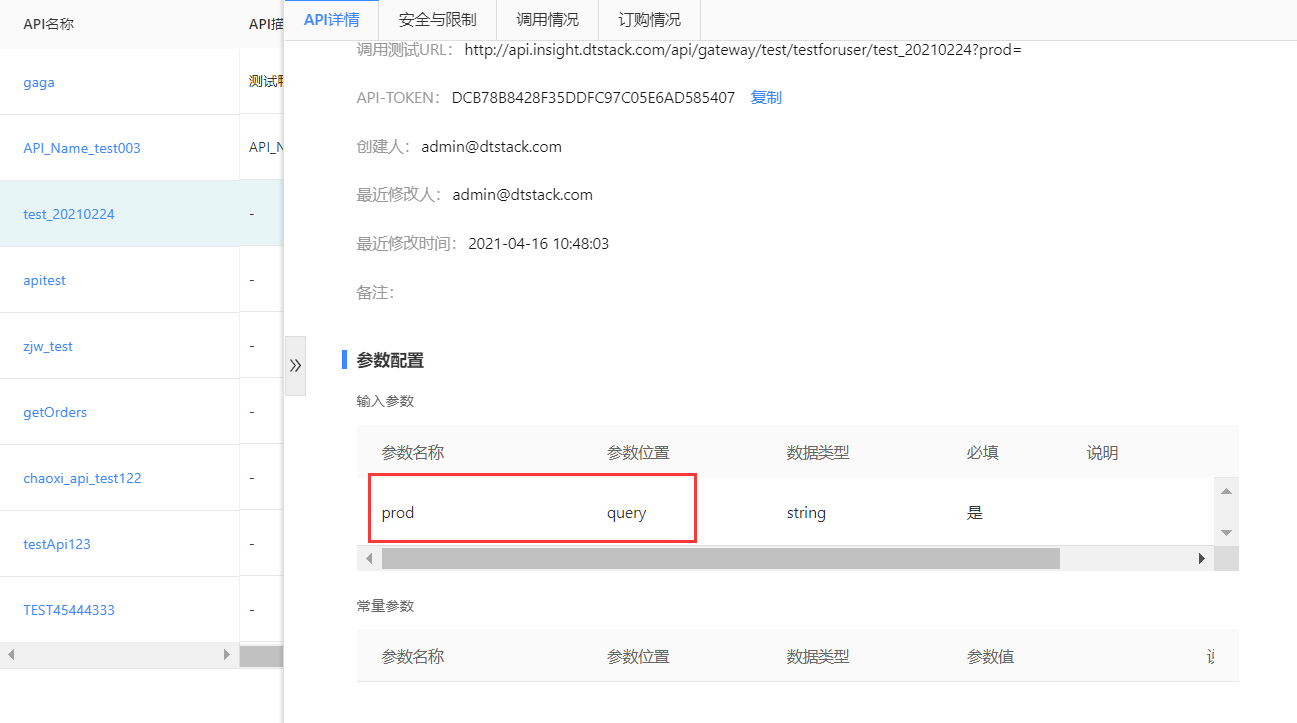 API名称
API描
gaga
测试
API_Name_test003
API_N
test_20210224
-
apitest
-
zjw_test
-
getOrders
-
chaoxi_api_test122
-
testApi123
-
TEST45444333
-
API详情
安全与限制
调用情况
订购情况
调用测试URL： http://api.insight.dtstack.com/api/gateway/test/testforuser/test_20210224?prod=
API-TOKEN： DCB78B8428F35DDFC97C05E6AD585407 复制
创建人： admin@dtstack.com
最近修改人： admin@dtstack.com
最近修改时间： 2021-04-16 10:48:03
备注：
参数配置
输入参数
参数名称 参数位置 数据类型 必填 说明
prod query string 是
常量参数
参数名称 参数位置 数据类型 参数值